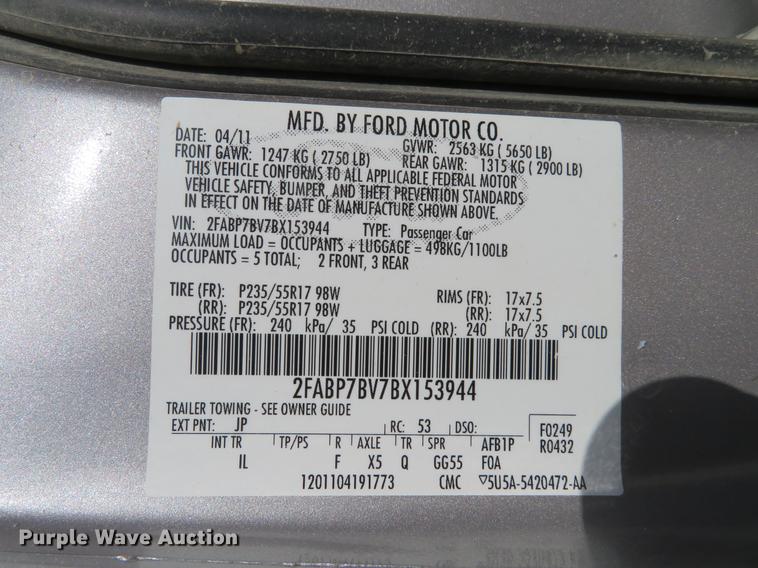 MFD. BY FORD MOTOR CO.
DATE: 04/11 GVWR: 2563 KG ( 5650 LB)
FRONT GAWR: 1247 KG ( 2750 LB) REAR GAWR: 1315 KG ( 2900 LB)
THIS VEHICLE CONFORMS TO ALL APPLICABLE FEDERAL MOTOR
VEHICLE SAFETY, BUMPER, AND THEFT PREVENTION STANDARDS
IN EFFECT ON THE DATE OF MANUFACTURE SHOWN ABOVE.
VIN: 2FABP7BV7BX153944 TYPE: Passenger Car
MAXIMUM LOAD = OCCUPANTS + LUGGAGE = 498KG/1100LB
OCCUPANTS = 5 TOTAL; 2 FRONT, 3 REAR
TIRE (FR): P235/55R17 98W RIMS (FR): 17x7.5
(RR): P235/55R17 98W (RR): 17x7.5
PRESSURE (FR): 240 kPa/ 35 PSI COLD (RR): 240 kPa/ 35 PSI COLD
2FABP7BV7BX153944
TRAILER TOWING - SEE OWNER GUIDE
EXT PNT: JP RC: 53 DSO: F0249
INT TR TP/PS R AXLE TR SPR AFB1P R0432
IL F X5 Q GG55 F0A
1201104191773 CMC ▽5U5A-5420472-AA
Purple Wave Auction